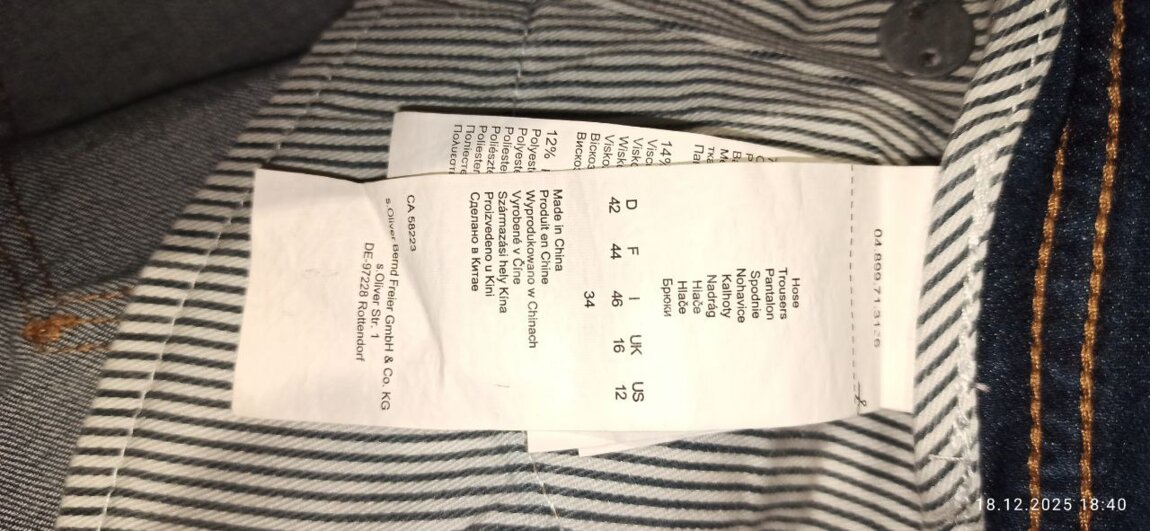 04.899.71.3126
Hose
Trousers
Pantalon
Spodnie
Nohavice
Kalhoty
Nadrág
Hlače
Hlače
Брюки
D F I UK US
42 44 46 16 12
34
Made in China
Produit en Chine
Wyprodukowano w Chinach
Vyrobené v Číne
Származási hely Kína
Proizvedeno u Kini
Сделано в Китае
CA 58223
s.Oliver Bernd Freier GmbH & Co. KG
s.Oliver Str. 1
DE-97228 Rottendorf
14%
12%
18.12.2025 18:40